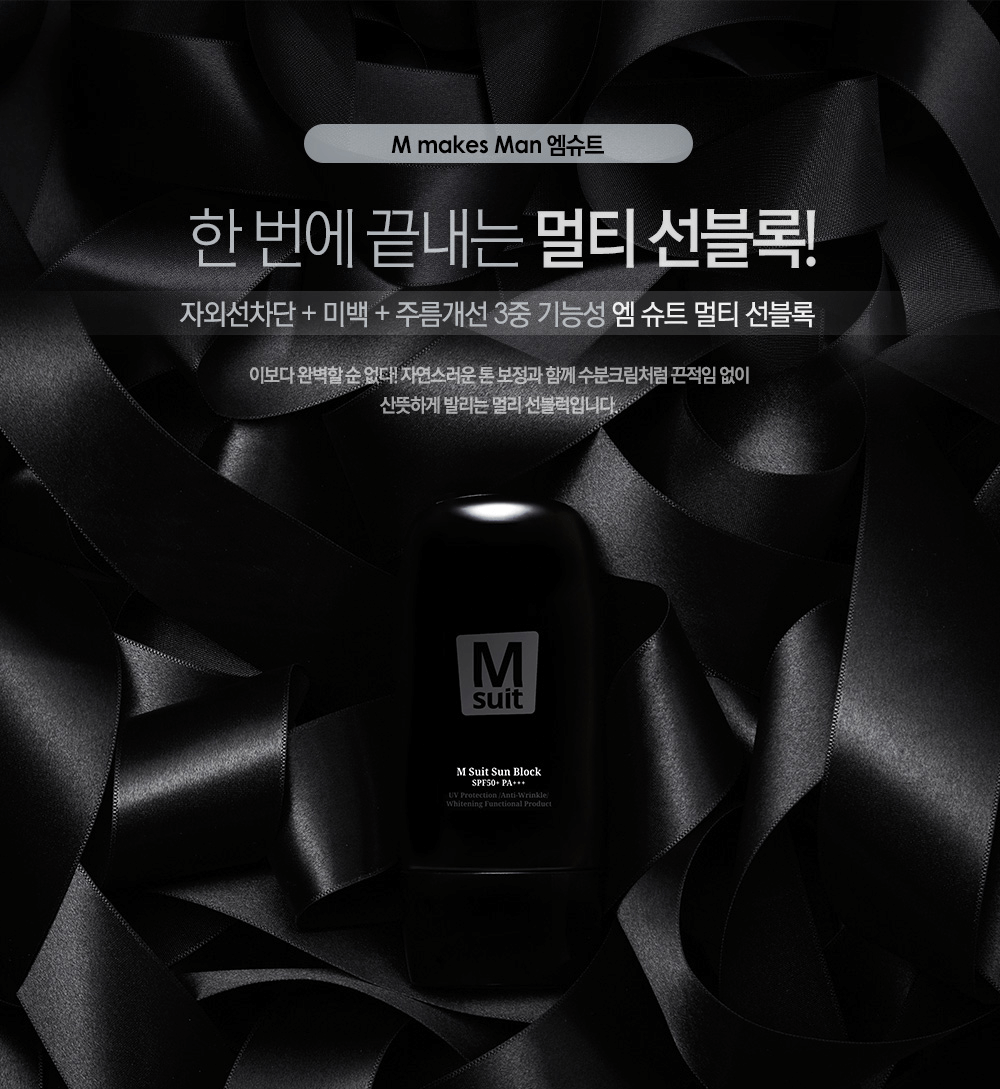 M makes Man 엠슈트
한 번에 끝내는 멀티 선블록!
자외선차단 + 미백 + 주름개선 3중 기능성 엠 슈트 멀티 선블록
이보다 완벽할 순 없다! 자연스러운 톤 보정과 함께 수분크림처럼 끈적임 없이
산뜻하게 발리는 멀리 선블럭입니다.
M
suit
M Suit Sun Block
SPF50+ PA+++
UV Protection /Anti-Wrinkle/
Whitening Functional Product